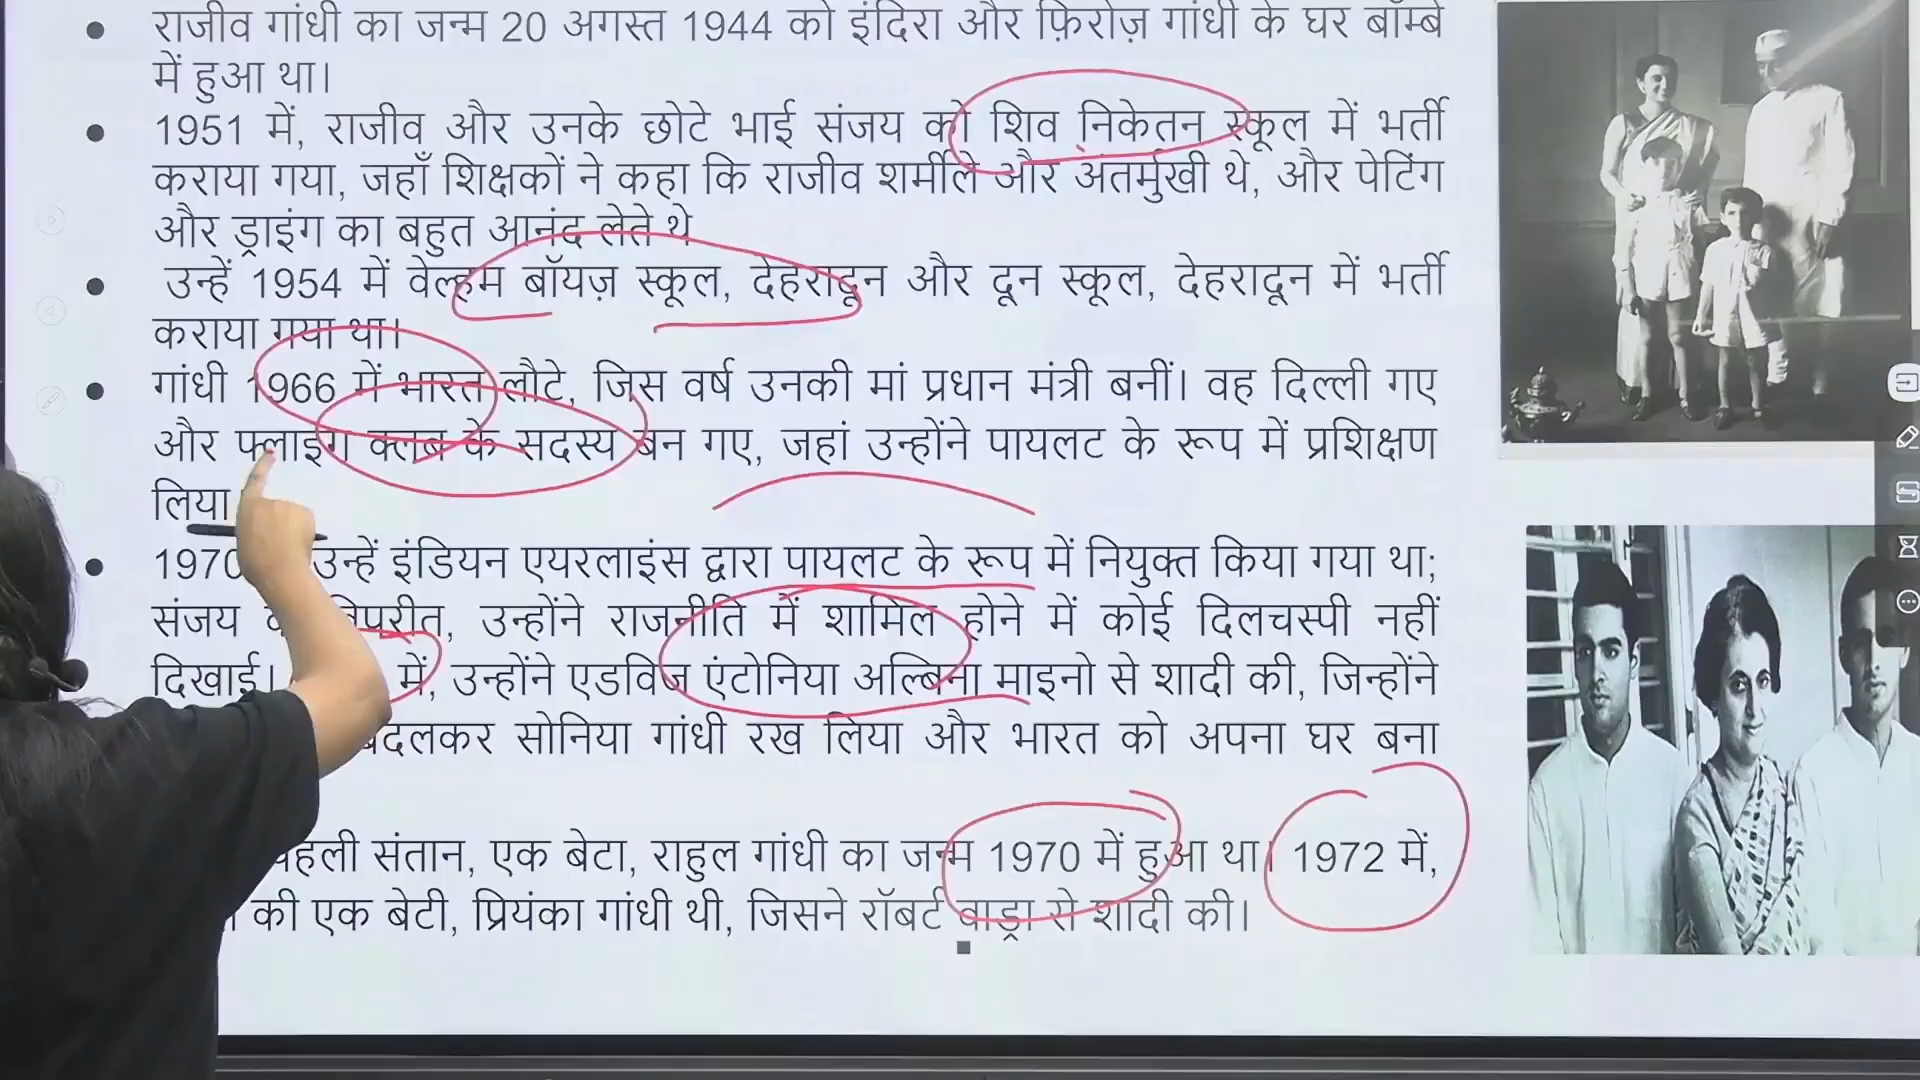 राजीव गांधी का जन्म 20 अगस्त 1944 को इंदिरा और फ़िरोज़ गांधी के घर बॉम्बे
में हुआ था।
1951 में, राजीव और उनके छोटे भाई संजय को शिव निकेतन स्कूल में भर्ती
कराया गया, जहाँ शिक्षकों ने कहा कि राजीव शर्मीले और अंतर्मुखी थे, और पेटिंग
और ड्राइंग का बहुत आनंद लेते थे
उन्हें 1954 में वेल्हम बॉयज़ स्कूल, देहरादून और दून स्कूल, देहरादून में भर्ती
कराया गया था।
गांधी 1966 में भारत लौटे, जिस वर्ष उनकी मां प्रधान मंत्री बनीं। वह दिल्ली गए
और फ्लाइंग क्लब के सदस्य बन गए, जहां उन्होंने पायलट के रूप में प्रशिक्षण
लिया
1970 उन्हें इंडियन एयरलाइंस द्वारा पायलट के रूप में नियुक्त किया गया था;
संजय विपरीत, उन्होंने राजनीति में शामिल होने में कोई दिलचस्पी नहीं
दिखाई। में, उन्होंने एडविज एंटोनिया अल्बिना माइनो से शादी की, जिन्होंने
बदलकर सोनिया गांधी रख लिया और भारत को अपना घर बना
पहली संतान, एक बेटा, राहुल गांधी का जन्म 1970 में हुआ था। 1972 में,
की एक बेटी, प्रियंका गांधी थी, जिसने रॉबर्ट वाड्रा से शादी की।